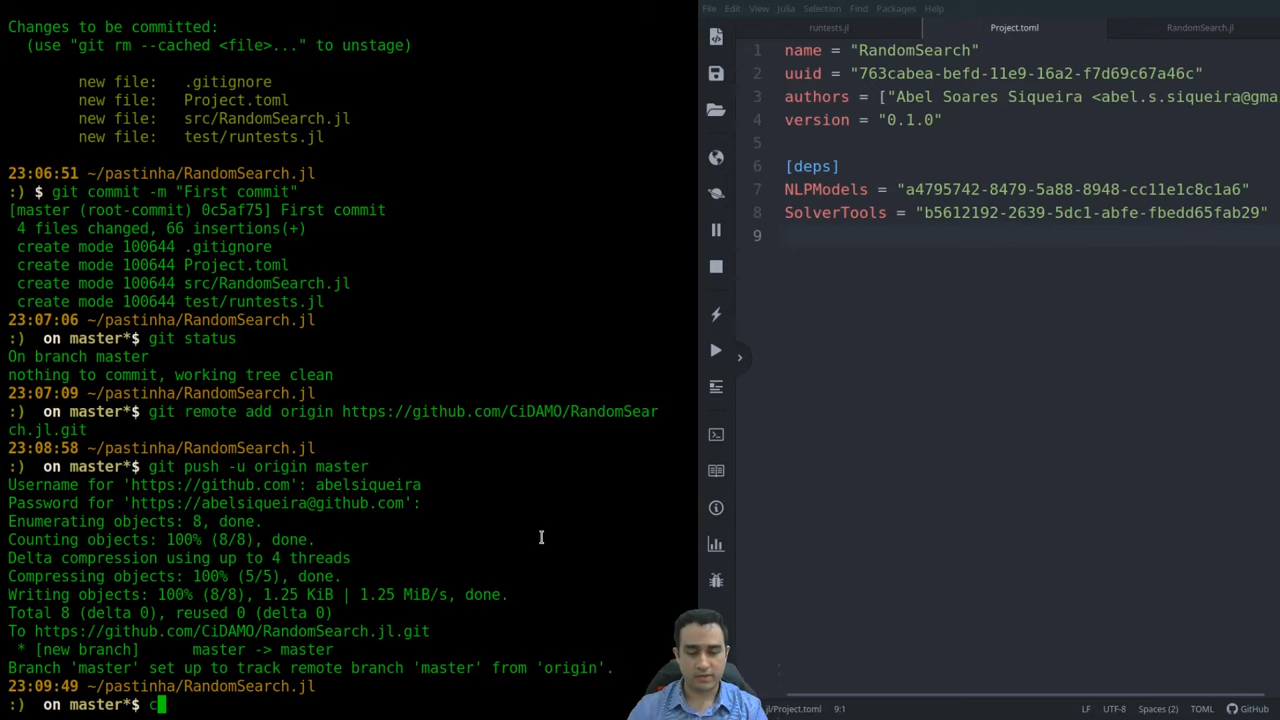 Changes to be committed:
(use "git rm --cached <file>..." to unstage)
new file: .gitignore
new file: Project.toml
new file: src/RandomSearch.jl
new file: test/runtests.jl
23:06:51 ~/pastinha/RandomSearch.jl
:) $ git commit -m "First commit"
[master (root-commit) 0c5af75] First commit
4 files changed, 66 insertions(+)
create mode 100644 .gitignore
create mode 100644 Project.toml
create mode 100644 src/RandomSearch.jl
create mode 100644 test/runtests.jl
23:07:06 ~/pastinha/RandomSearch.jl
:) on master*$ git status
On branch master
nothing to commit, working tree clean
23:07:09 ~/pastinha/RandomSearch.jl
:) on master*$ git remote add origin https://github.com/CiDAMO/RandomSear
ch.jl.git
23:08:58 ~/pastinha/RandomSearch.jl
:) on master*$ git push -u origin master
Username for 'https://github.com': abelsiqueira
Password for 'https://abelsiqueira@github.com':
Enumerating objects: 8, done.
Counting objects: 100% (8/8), done.
Delta compression using up to 4 threads
Compressing objects: 100% (5/5), done.
Writing objects: 100% (8/8), 1.25 KiB | 1.25 MiB/s, done.
Total 8 (delta 0), reused 0 (delta 0)
To https://github.com/CiDAMO/RandomSearch.jl.git
* [new branch] master -> master
Branch 'master' set up to track remote branch 'master' from 'origin'.
23:09:49 ~/pastinha/RandomSearch.jl
:) on master*$ c
File Edit View Julia Selection Find Packages Help
runtests.jl Project.toml RandomSearch.jl
1 name = "RandomSearch"
2 uuid = "763cabea-befd-11e9-16a2-f7d69c67a46c"
3 authors = ["Abel Soares Siqueira <abel.s.siqueira@gma
4 version = "0.1.0"
5
6 [deps]
7 NLPModels = "a4795742-8479-5a88-8948-cc11e1c8c1a6"
8 SolverTools = "b5612192-2639-5dc1-abfe-fbedd65fab29"
9
jl/Project.toml 9:1 LF UTF-8 Spaces (2) TOML GitHub